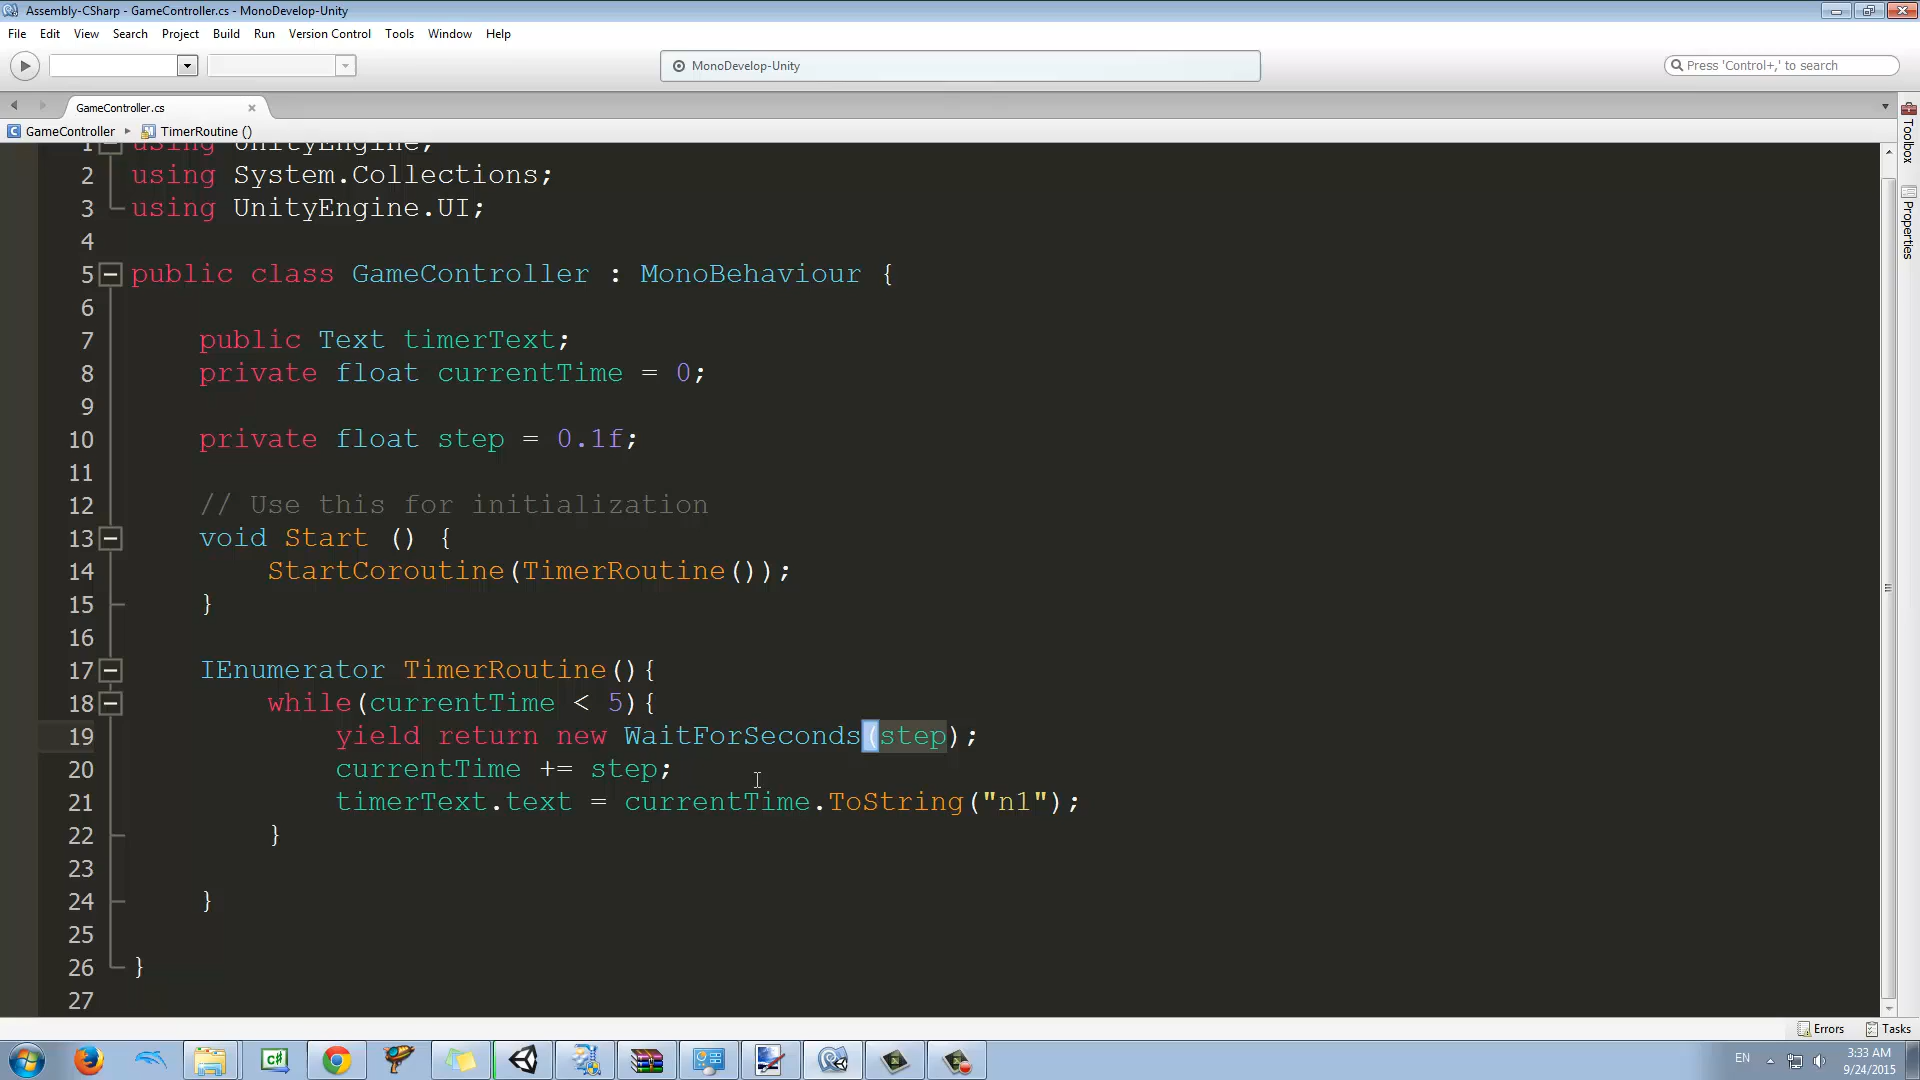 Assembly-CSharp - GameController.cs - MonoDevelop-Unity
File Edit View Search Project Build Run Version Control Tools Window Help
MonoDevelop-Unity
Press 'Control+,' to search
GameController.cs
GameController TimerRoutine ()
Toolbox
Properties
1 using UnityEngine;
2 using System.Collections;
3 using UnityEngine.UI;
4
5 public class GameController : MonoBehaviour {
6
7 public Text timerText;
8 private float currentTime = 0;
9
10 private float step = 0.1f;
11
12 // Use this for initialization
13 void Start () {
14 StartCoroutine(TimerRoutine());
15 }
16
17 IEnumerator TimerRoutine(){
18 while(currentTime < 5){
19 yield return new WaitForSeconds(step);
20 currentTime += step;
21 timerText.text = currentTime.ToString("n1");
22 }
23
24 }
25
26 }
27
Errors Tasks
C#
EN
3:33 AM
9/24/2015